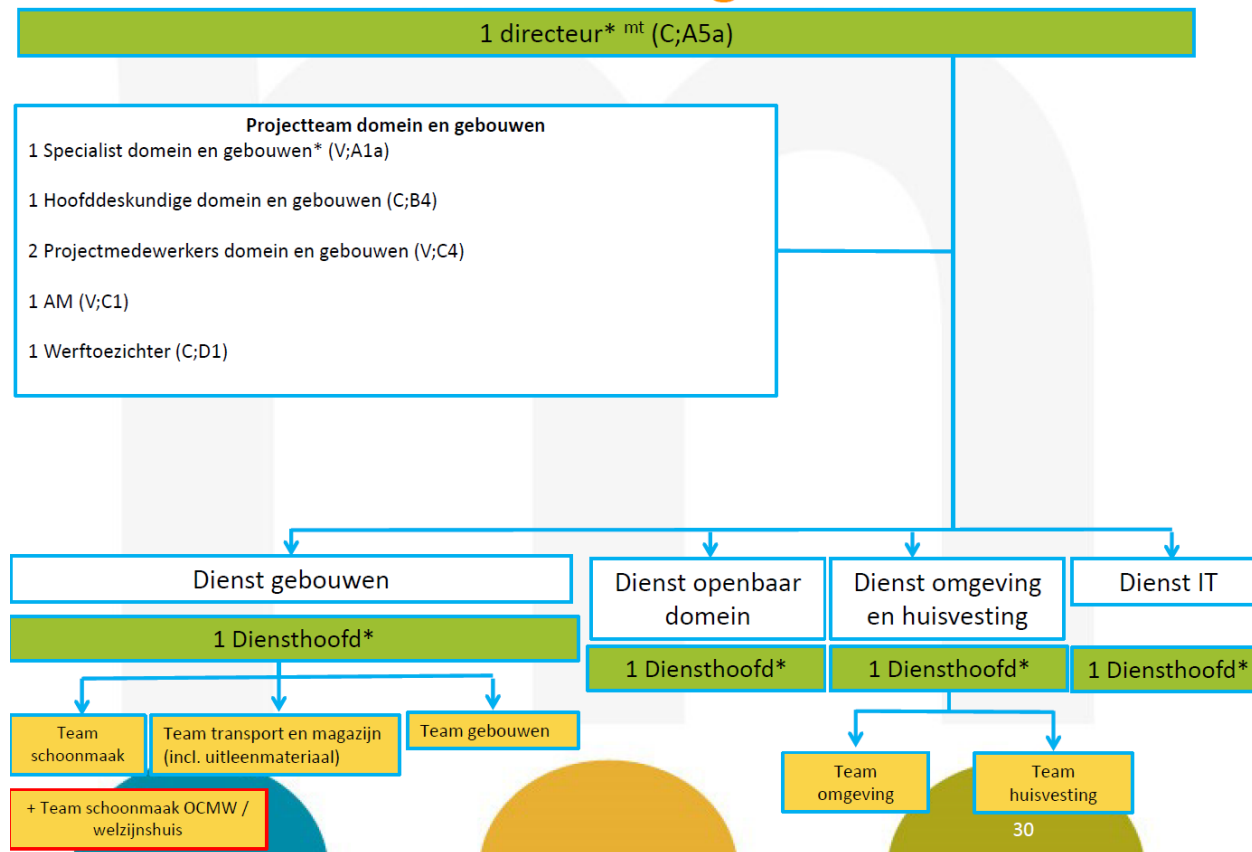 1 directeur* mt (C;A5a)
Projectteam domein en gebouwen
1 Specialist domein en gebouwen* (V;A1a)
1 Hoofddeskundige domein en gebouwen (C;B4)
2 Projectmedewerkers domein en gebouwen (V;C4)
1 AM (V;C1)
1 Werftoezichter (C;D1)
Dienst gebouwen
1 Diensthoofd*
Team
schoonmaak
Team transport en magazijn
(incl. uitleenmateriaal)
Team gebouwen
+ Team schoonmaak OCMW /
welzijnshuis
Dienst openbaar
domein
1 Diensthoofd*
Dienst omgeving
en huisvesting
1 Diensthoofd*
Team
omgeving
Team
huisvesting
Dienst IT
1 Diensthoofd*
30